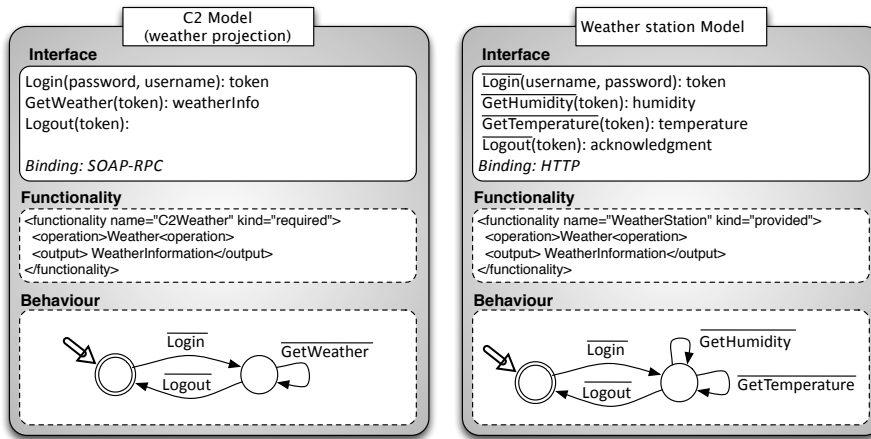 C2 Model
(weather projection)
Interface
Login(password, username): token
GetWeather(token): weatherInfo
Logout(token):
Binding: SOAP-RPC
Functionality
<functionality name="C2Weather" kind="required">
<operation>Weather<operation>
<output> WeatherInformation</output>
</functionality>
Behaviour
Login
GetWeather
Logout
Weather station Model
Interface
Login(username, password): token
GetHumidity(token): humidity
GetTemperature(token): temperature
Logout(token): acknowledgment
Binding: HTTP
Functionality
<functionality name="WeatherStation" kind="provided">
<operation>Weather<operation>
<output> WeatherInformation</output>
</functionality>
Behaviour
Login
GetHumidity
Logout
GetTemperature